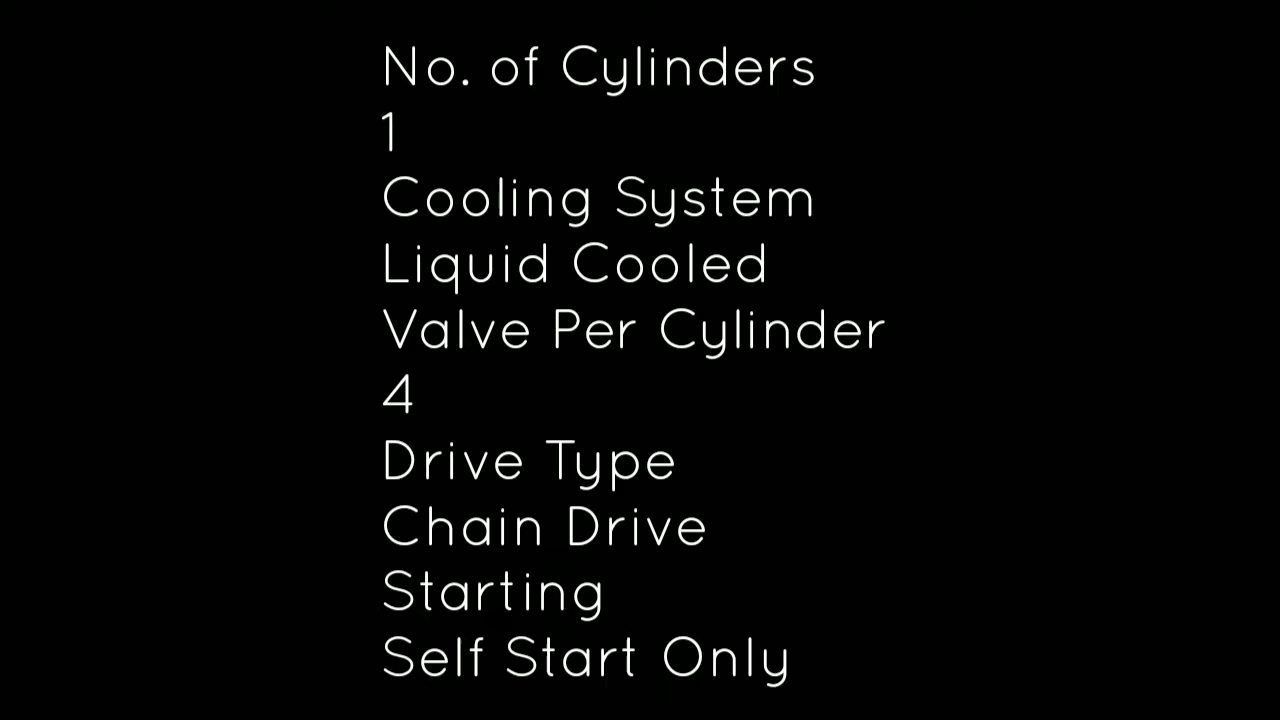 No. of Cylinders
1
Cooling System
Liquid Cooled
Valve Per Cylinder
4
Drive Type
Chain Drive
Starting
Self Start Only